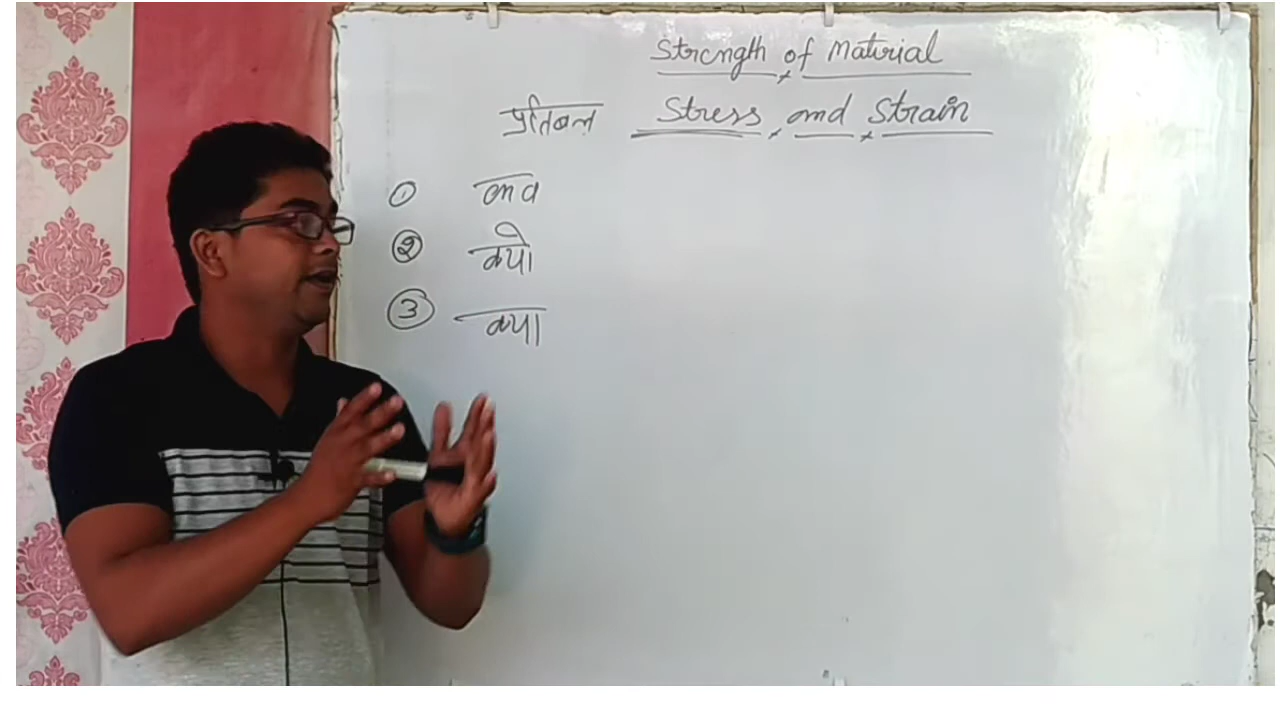 Strength of Material
प्रतिबल Stress and Strain
① कब
② क्यो
③ क्या